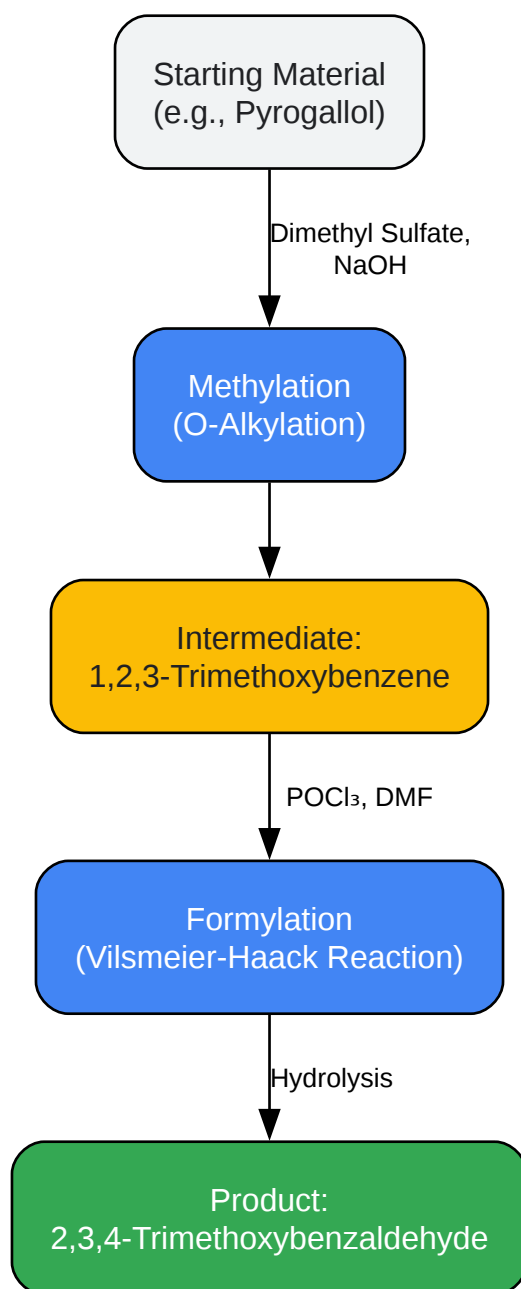 Starting Material
(e.g., Pyrogallol)
Dimethyl Sulfate,
NaOH
Methylation
(O-Alkylation)
Intermediate:
1,2,3-Trimethoxybenzene
POCl₃, DMF
Formylation
(Vilsmeier-Haack Reaction)
Hydrolysis
Product:
2,3,4-Trimethoxybenzaldehyde